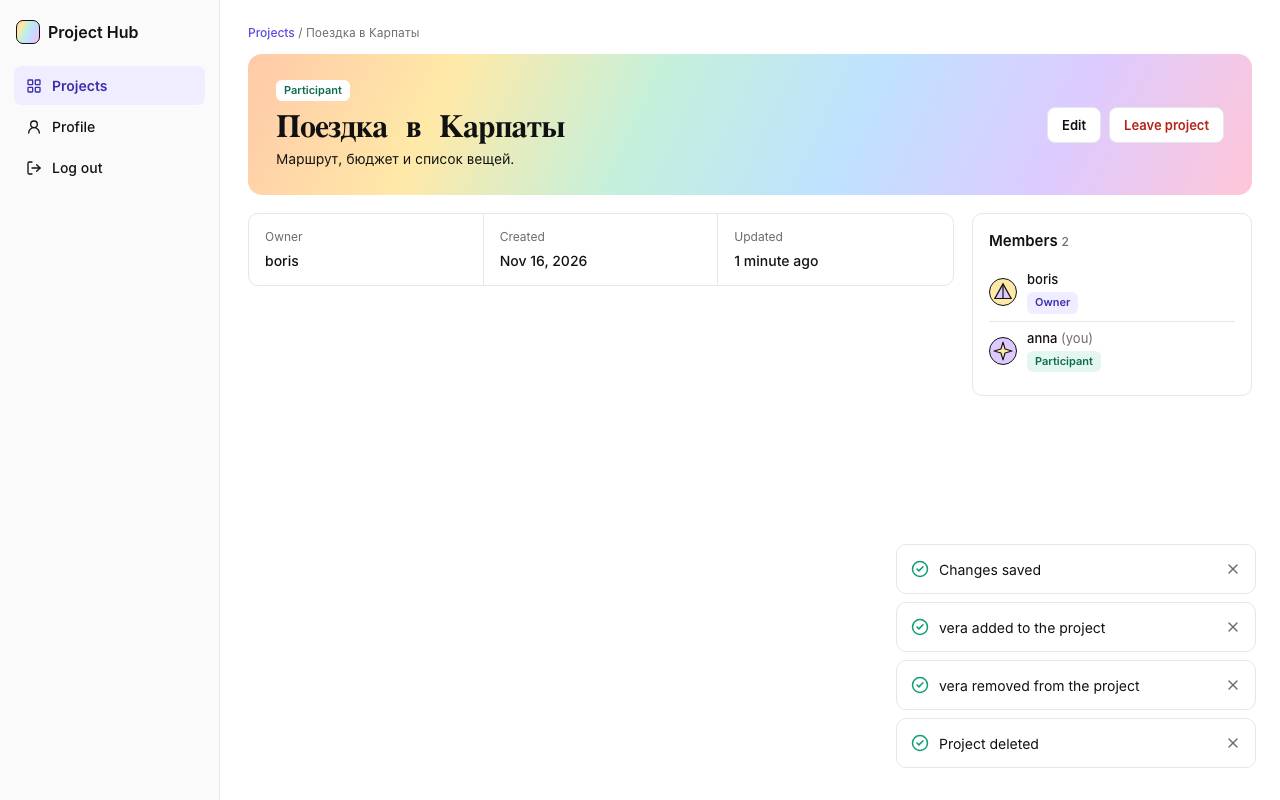 Project Hub
Projects
Profile
Log out
Projects / Поездка в Карпаты
Participant
Поездка в Карпаты
Маршрут, бюджет и список вещей.
Edit
Leave project
Owner
boris
Created
Nov 16, 2026
Updated
1 minute ago
Members 2
boris
Owner
anna (you)
Participant
Changes saved
vera added to the project
vera removed from the project
Project deleted